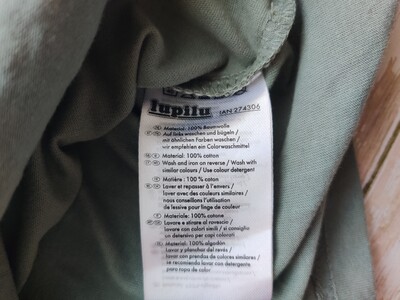 lupilu IAN 274306
Material: 100% Baumwolle
Auf links waschen und bügeln /
mit ähnlichen Farben waschen /
wir empfehlen ein Colorwaschmittel
Material: 100% cotton
Wash and iron on reverse / Wash with
similar colours / Use colour detergent
Matière : 100 % coton
Laver et repasser à l'envers /
laver avec des couleurs similaires /
nous conseillons l'utilisation
de lessive pour linge de couleur
Materiale: 100% cotone
Lavare e stirare al rovescio /
lavare con colori simili / si consiglia
un detersivo per capi colorati
Material: 100% algodón
Lavar y planchar del revés /
lavar con prendas de colores similares /
se recomienda lavar con detergente
para ropa de color